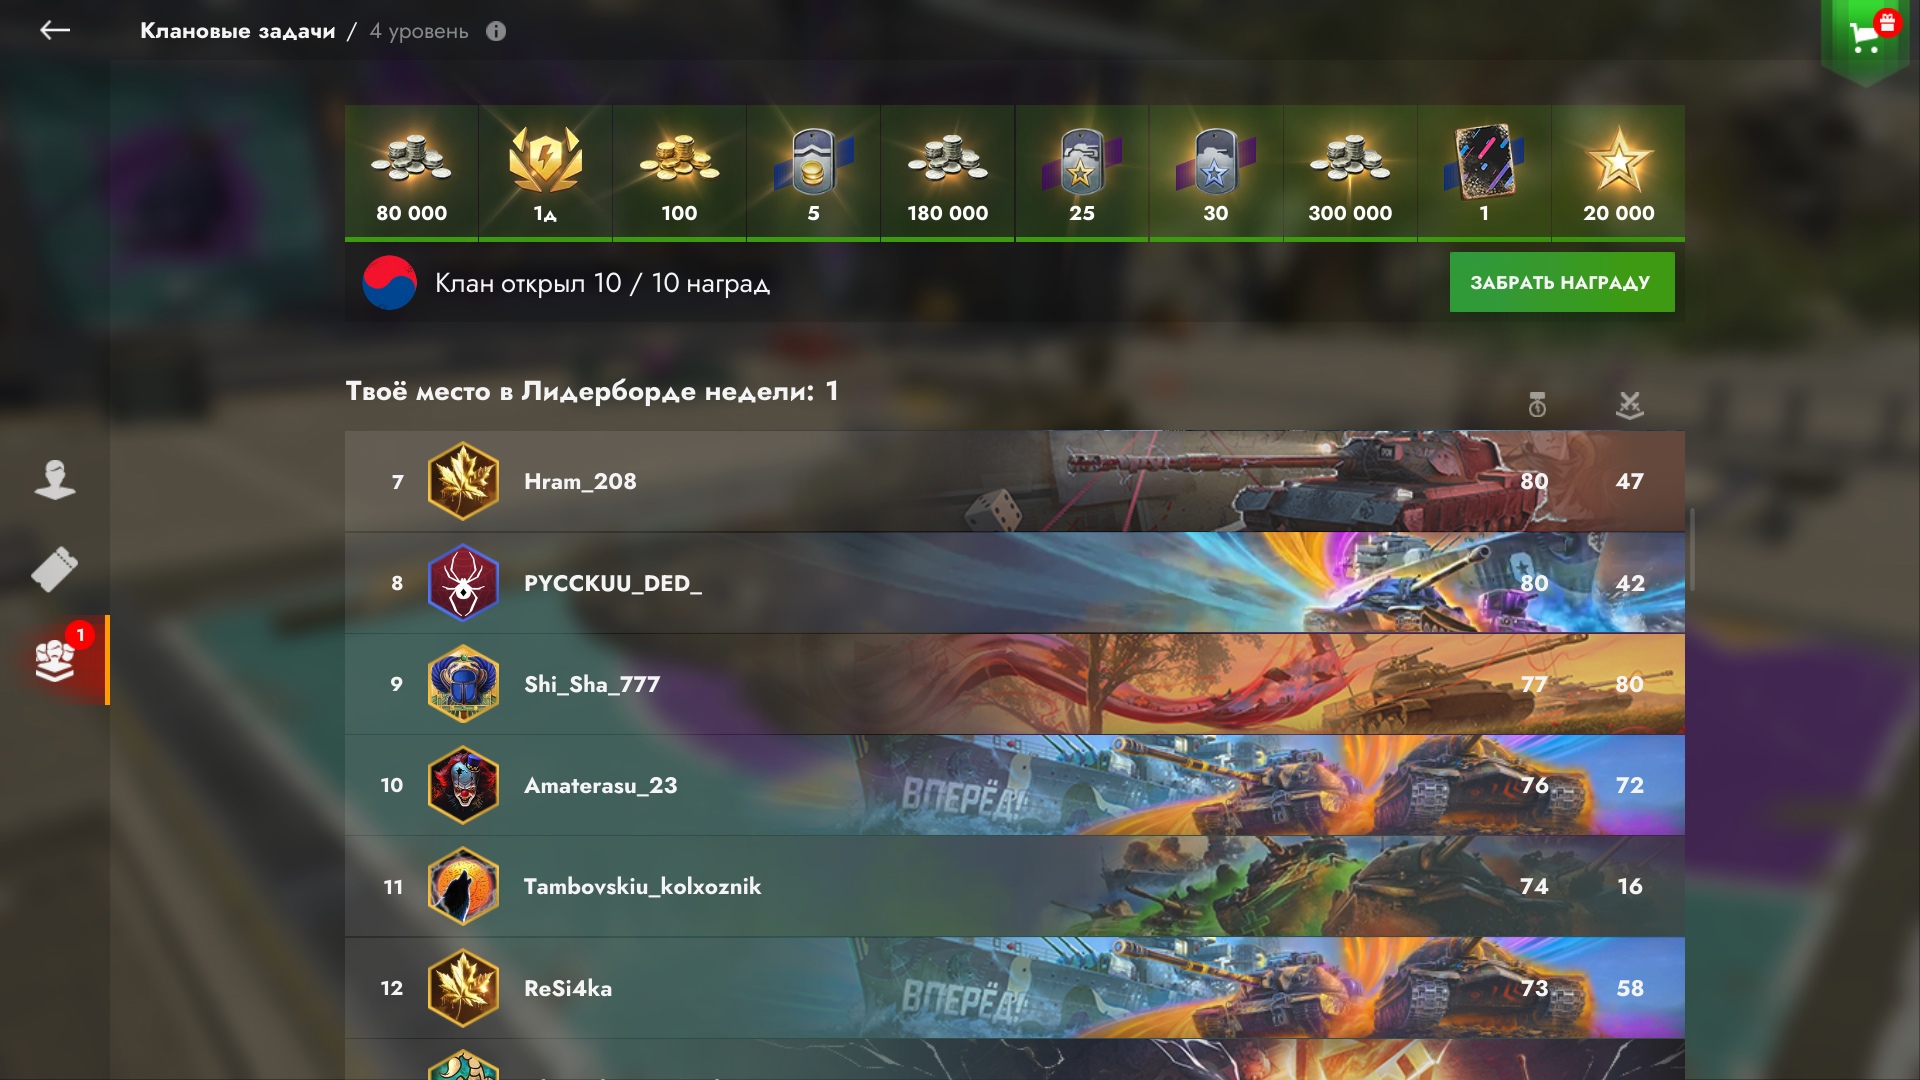 Клановые задачи / 4 уровень
80 000 1д 100 5 180 000 25 30 300 000 1 20 000
Клан открыл 10 / 10 наград
ЗАБРАТЬ НАГРАДУ
Твоё место в Лидерборде недели: 1
7 Hram_208 80 47
8 PYCCKUU_DED_ 80 42
1
9 Shi_Sha_777 77 80
10 Amaterasu_23 ВПЕРЁД! 76 72
11 Tambovskiu_kolxoznik 74 16
12 ReSi4ka ВПЕРЁД! 73 58